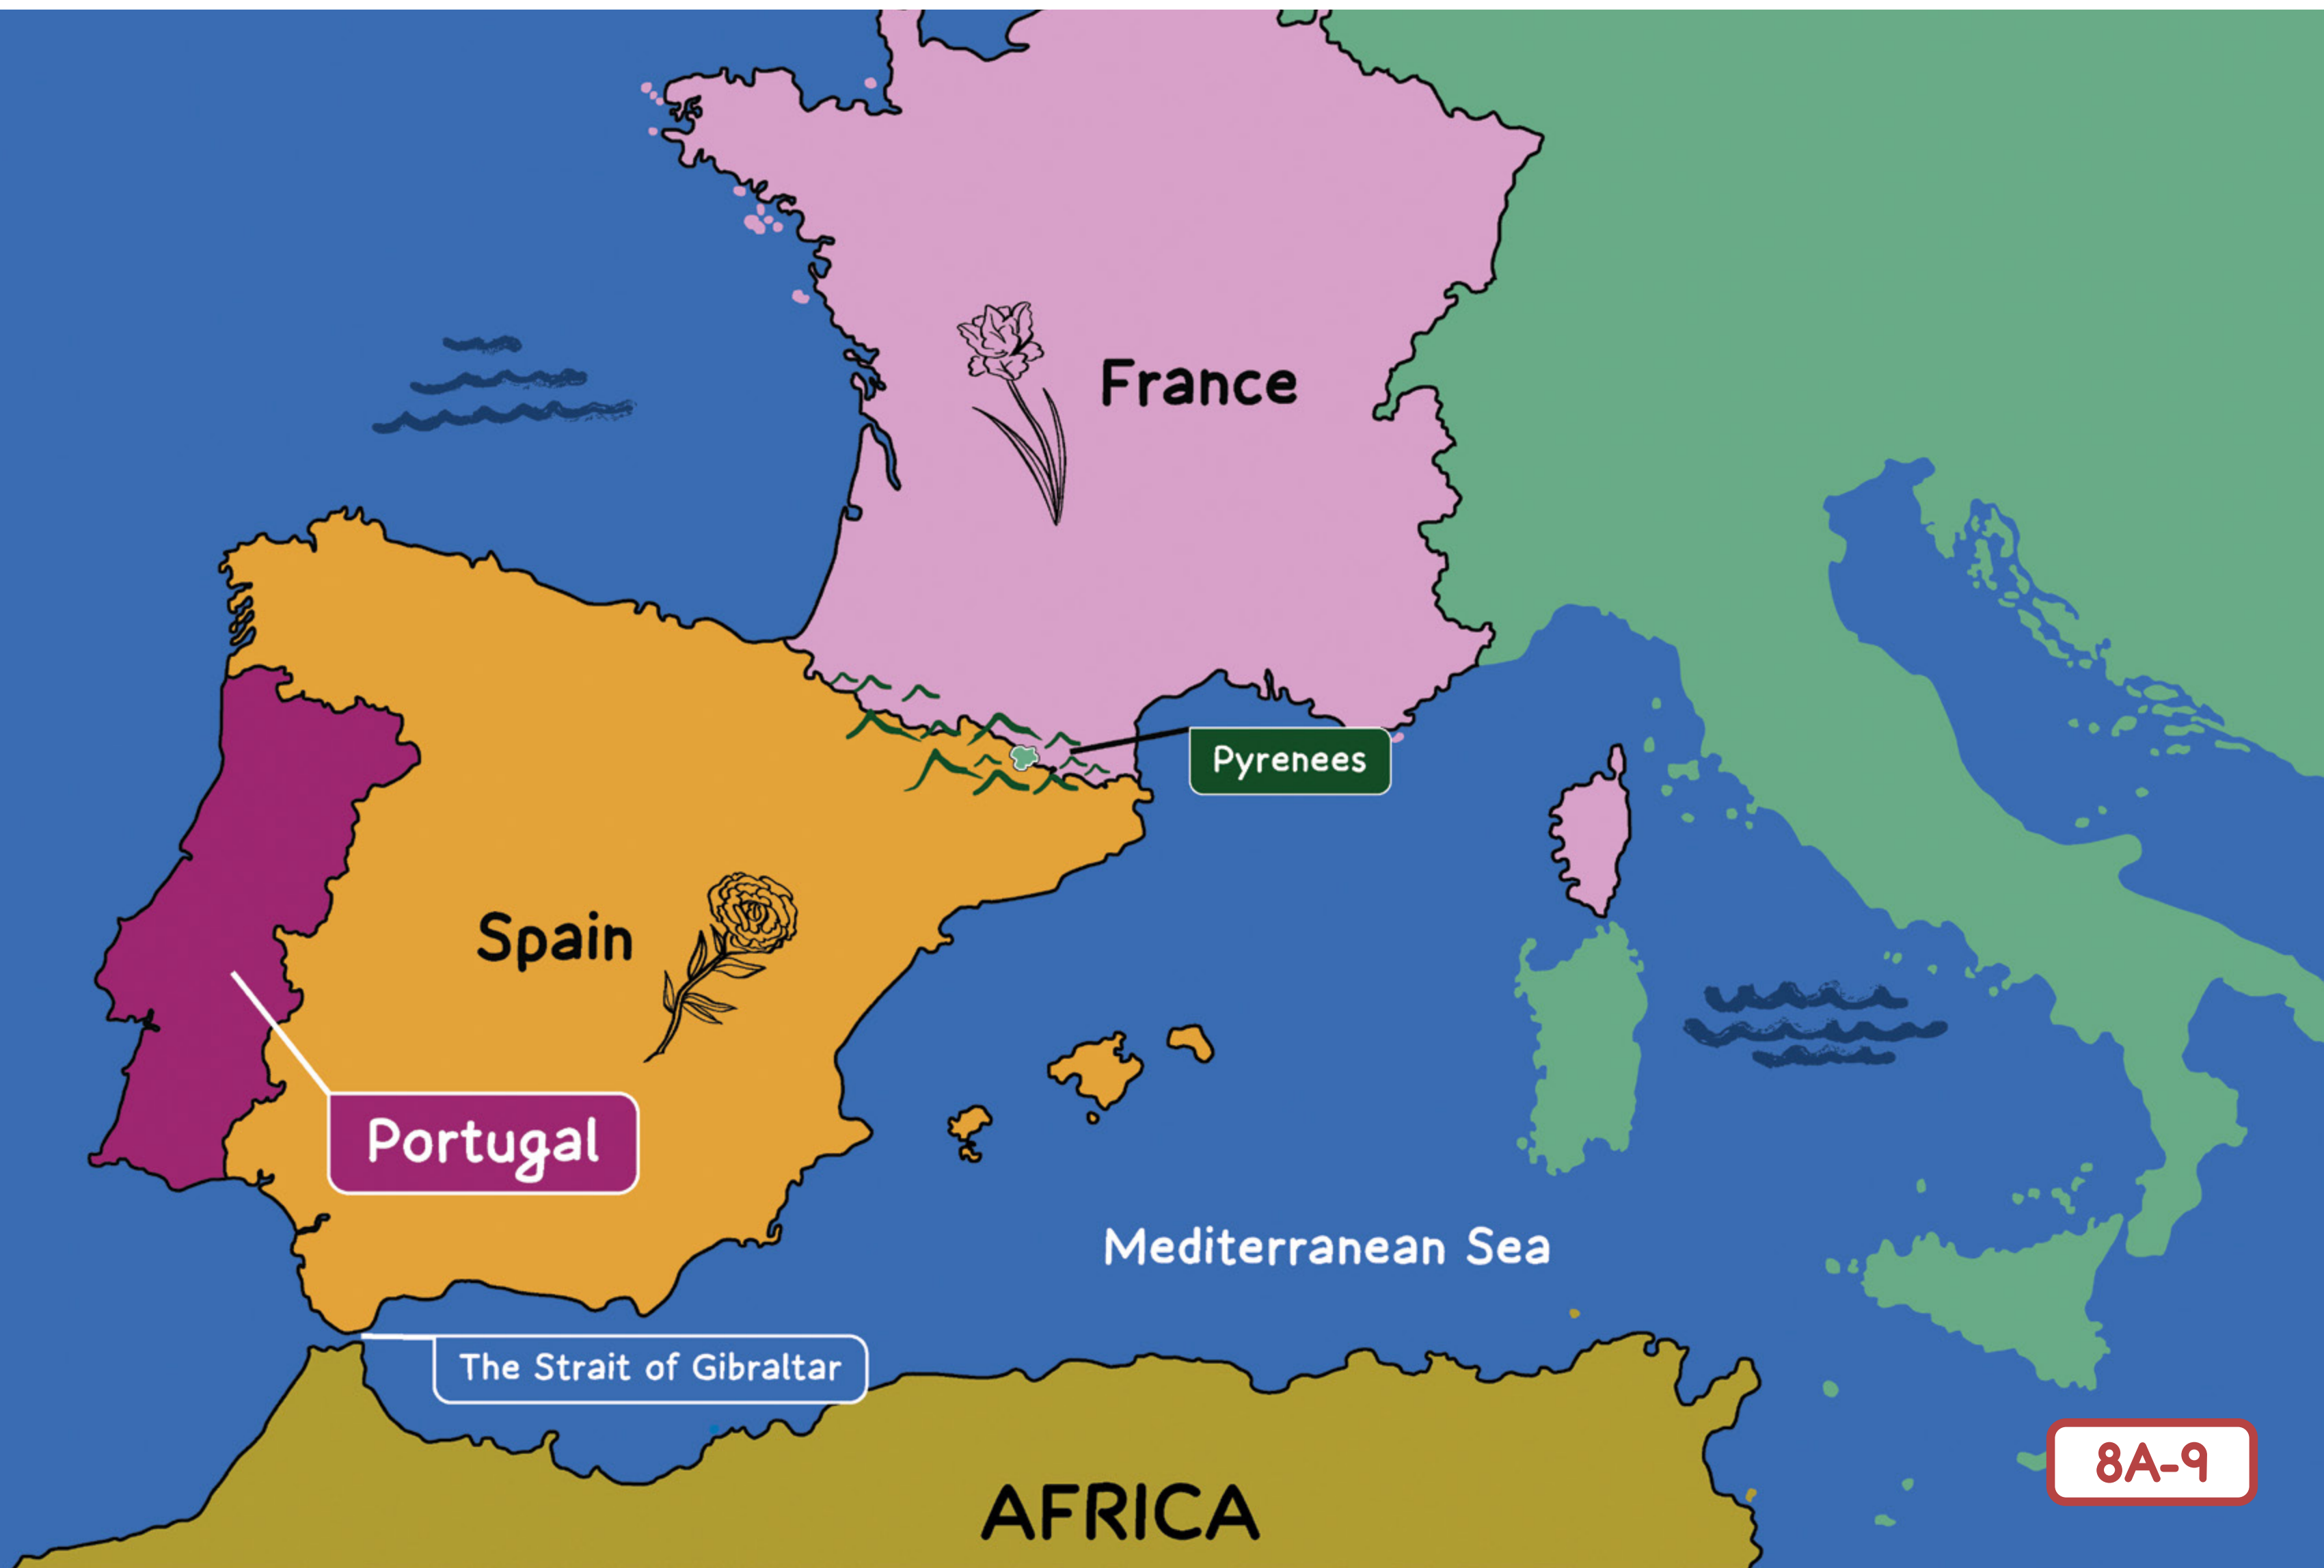 France
Pyrenees
Spain
Portugal
Mediterranean Sea
The Strait of Gibraltar
8A-9
AFRICA